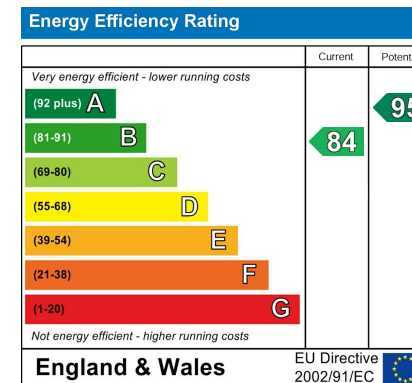 Energy Efficiency Rating
Current Potent
Very energy efficient - lower running costs
(92 plus) A
95
(81-91) B
84
(69-80) C
(55-68) D
(39-54) E
(21-38) F
(1-20) G
Not energy efficient - higher running costs
England & Wales
EU Directive
2002/91/EC